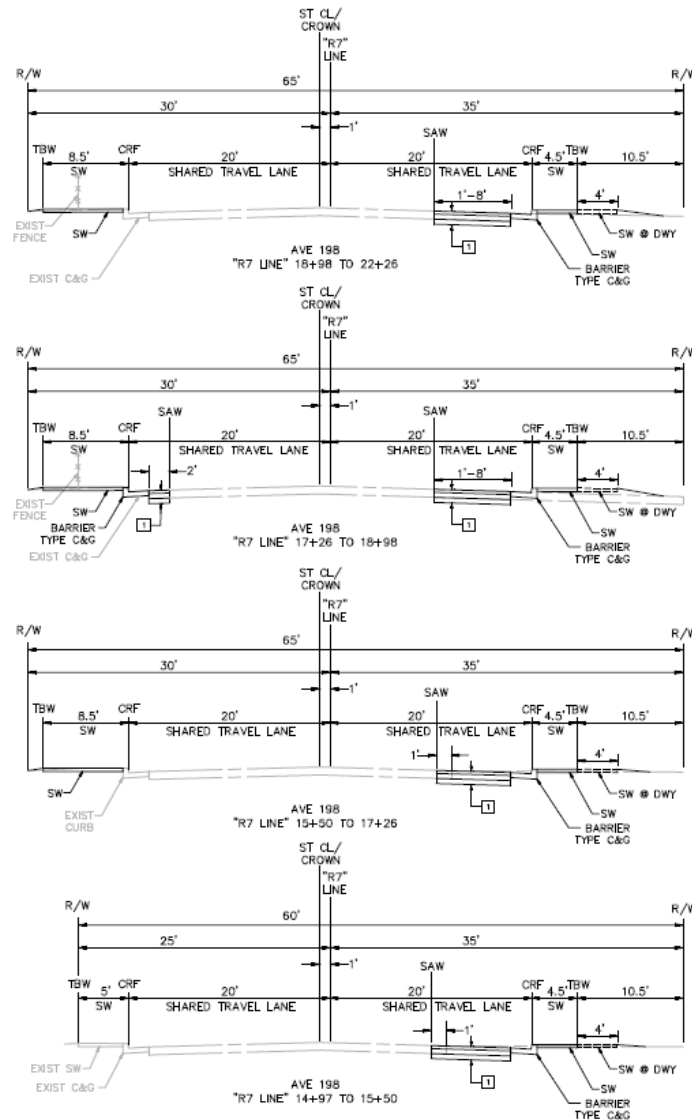 ST CL/
CROWN
"R7"
LINE
R/W R/W
65'
30' 35'
1'
SAW
TBW CRF CRF TBW
8.5' 20' 20' 4.5' 10.5'
SW SHARED TRAVEL LANE SHARED TRAVEL LANE SW
1'-8' 4'
EXIST
FENCE
SW
EXIST C&G
1
SW @ DWY
SW
BARRIER
TYPE C&G
AVE 198
"R7 LINE" 18+98 TO 22+26
ST CL/
CROWN
"R7"
LINE
R/W R/W
65'
30' 35'
1'
SAW SAW
TBW CRF CRF TBW
8.5' 20' 20' 4.5' 10.5'
SW SHARED TRAVEL LANE SHARED TRAVEL LANE SW
2' 1'-8' 4'
EXIST
FENCE
SW
BARRIER
TYPE C&G
EXIST C&G
1 1
SW @ DWY
SW
BARRIER
TYPE C&G
AVE 198
"R7 LINE" 17+26 TO 18+98
ST CL/
CROWN
"R7"
LINE
R/W R/W
65'
30' 35'
1'
SAW
TBW CRF CRF TBW
8.5' 20' 20' 4.5' 10.5'
SW SHARED TRAVEL LANE SHARED TRAVEL LANE SW
1' 4'
SW
EXIST
CURB
1
SW @ DWY
SW
BARRIER
TYPE C&G
AVE 198
"R7 LINE" 15+50 TO 17+26
ST CL/
CROWN
"R7"
LINE
R/W R/W
60'
25' 35'
1'
SAW
TBW CRF CRF TBW
5' 20' 20' 4.5' 10.5'
SW SHARED TRAVEL LANE SHARED TRAVEL LANE SW
1' 4'
EXIST SW
EXIST C&G
1
SW @ DWY
SW
BARRIER
TYPE C&G
AVE 198
"R7 LINE" 14+97 TO 15+50